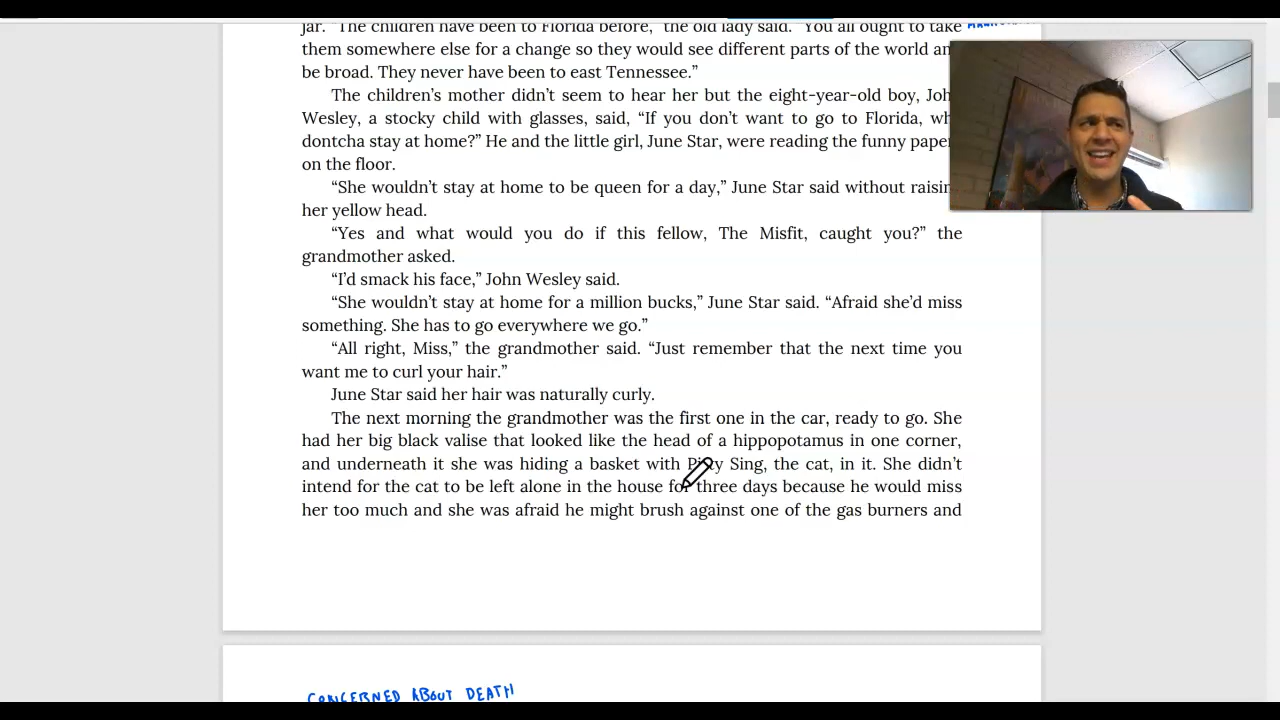 jar. “The children have been to Florida before,” the old lady said. “You all ought to take
them somewhere else for a change so they would see different parts of the world an
be broad. They never have been to east Tennessee.”
The children’s mother didn’t seem to hear her but the eight-year-old boy, Joh
Wesley, a stocky child with glasses, said, “If you don’t want to go to Florida, wh
dontcha stay at home?” He and the little girl, June Star, were reading the funny paper
on the floor.
“She wouldn’t stay at home to be queen for a day,” June Star said without raisin
her yellow head.
“Yes and what would you do if this fellow, The Misfit, caught you?” the
grandmother asked.
“I’d smack his face,” John Wesley said.
“She wouldn’t stay at home for a million bucks,” June Star said. “Afraid she’d miss
something. She has to go everywhere we go.”
“All right, Miss,” the grandmother said. “Just remember that the next time you
want me to curl your hair.”
June Star said her hair was naturally curly.
The next morning the grandmother was the first one in the car, ready to go. She
had her big black valise that looked like the head of a hippopotamus in one corner,
and underneath it she was hiding a basket with Sing, the cat, in it. She didn’t
intend for the cat to be left alone in the house for three days because he would miss
her too much and she was afraid he might brush against one of the gas burners and
CONCERNED ABOUT DEATH